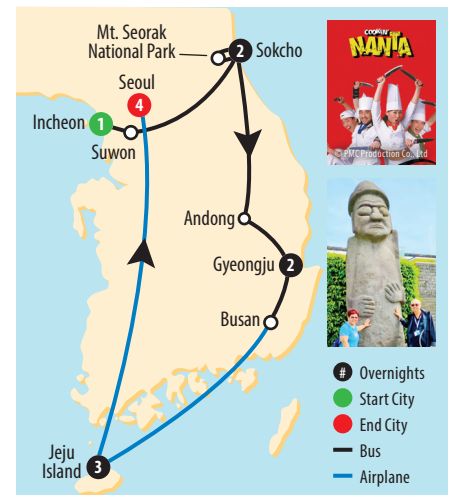 Mt. Seorak
National Park
2
Sokcho
Seoul
4
Incheon
1
Suwon
Andong
Gyeongju
2
Busan
Jeju
Island
3
COOKIN'
NANTA
© PMC Production Co., Ltd
# Overnights
Start City
End City
Bus
Airplane